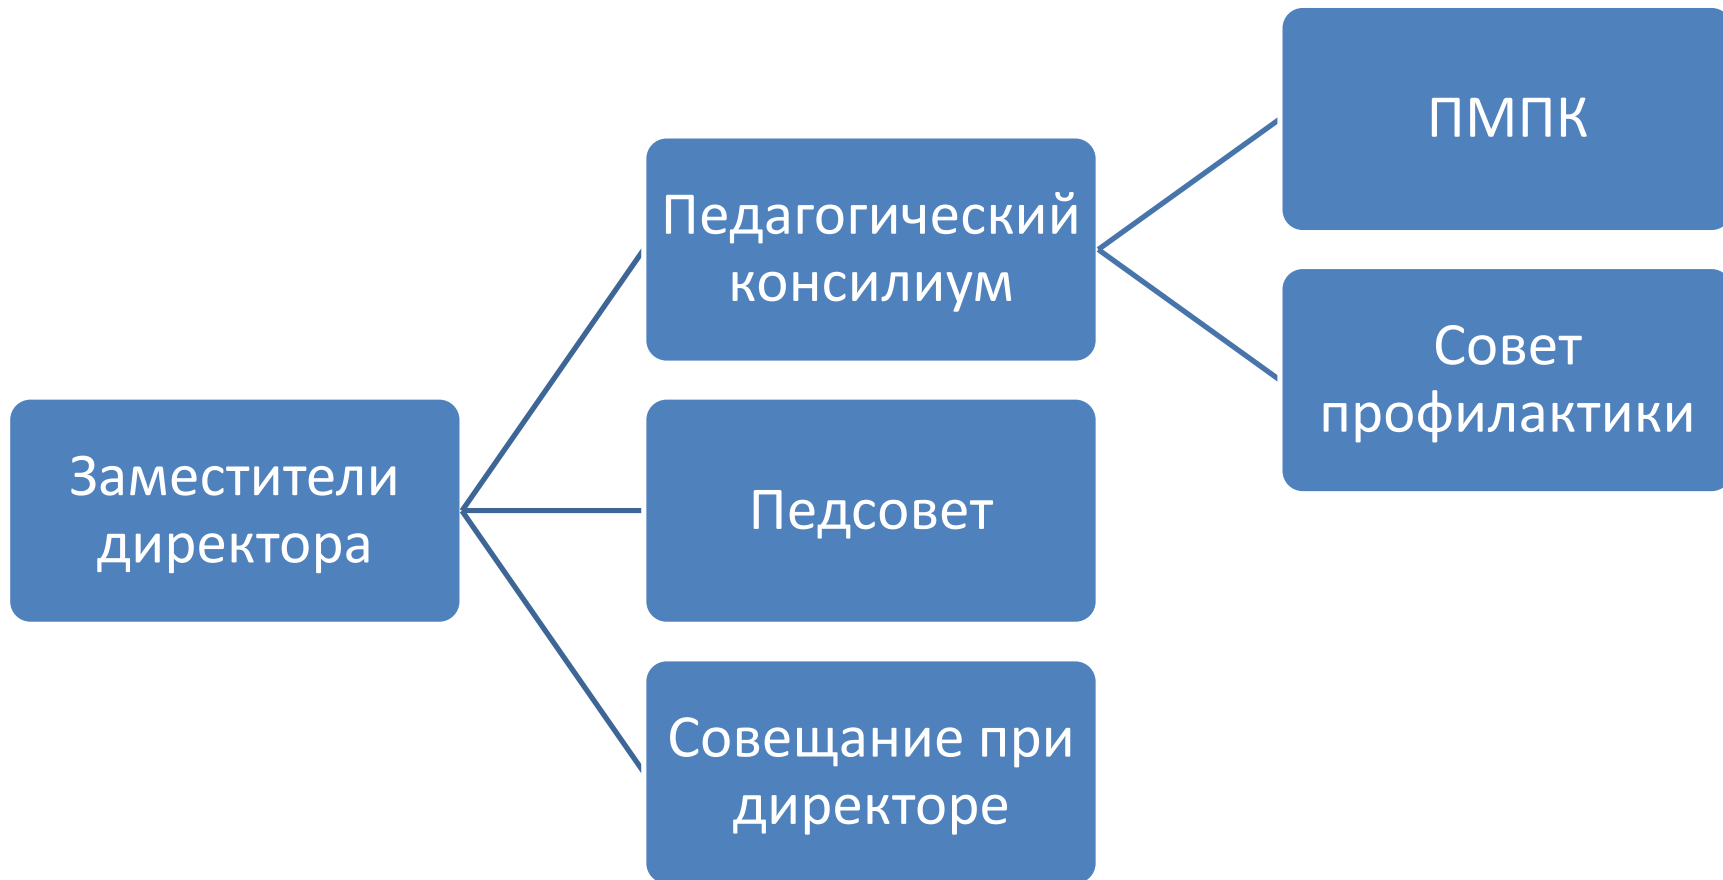 Заместители
директора
Педагогический
консилиум
Педсовет
Совещание при
директоре
ПМПК
Совет
профилактики